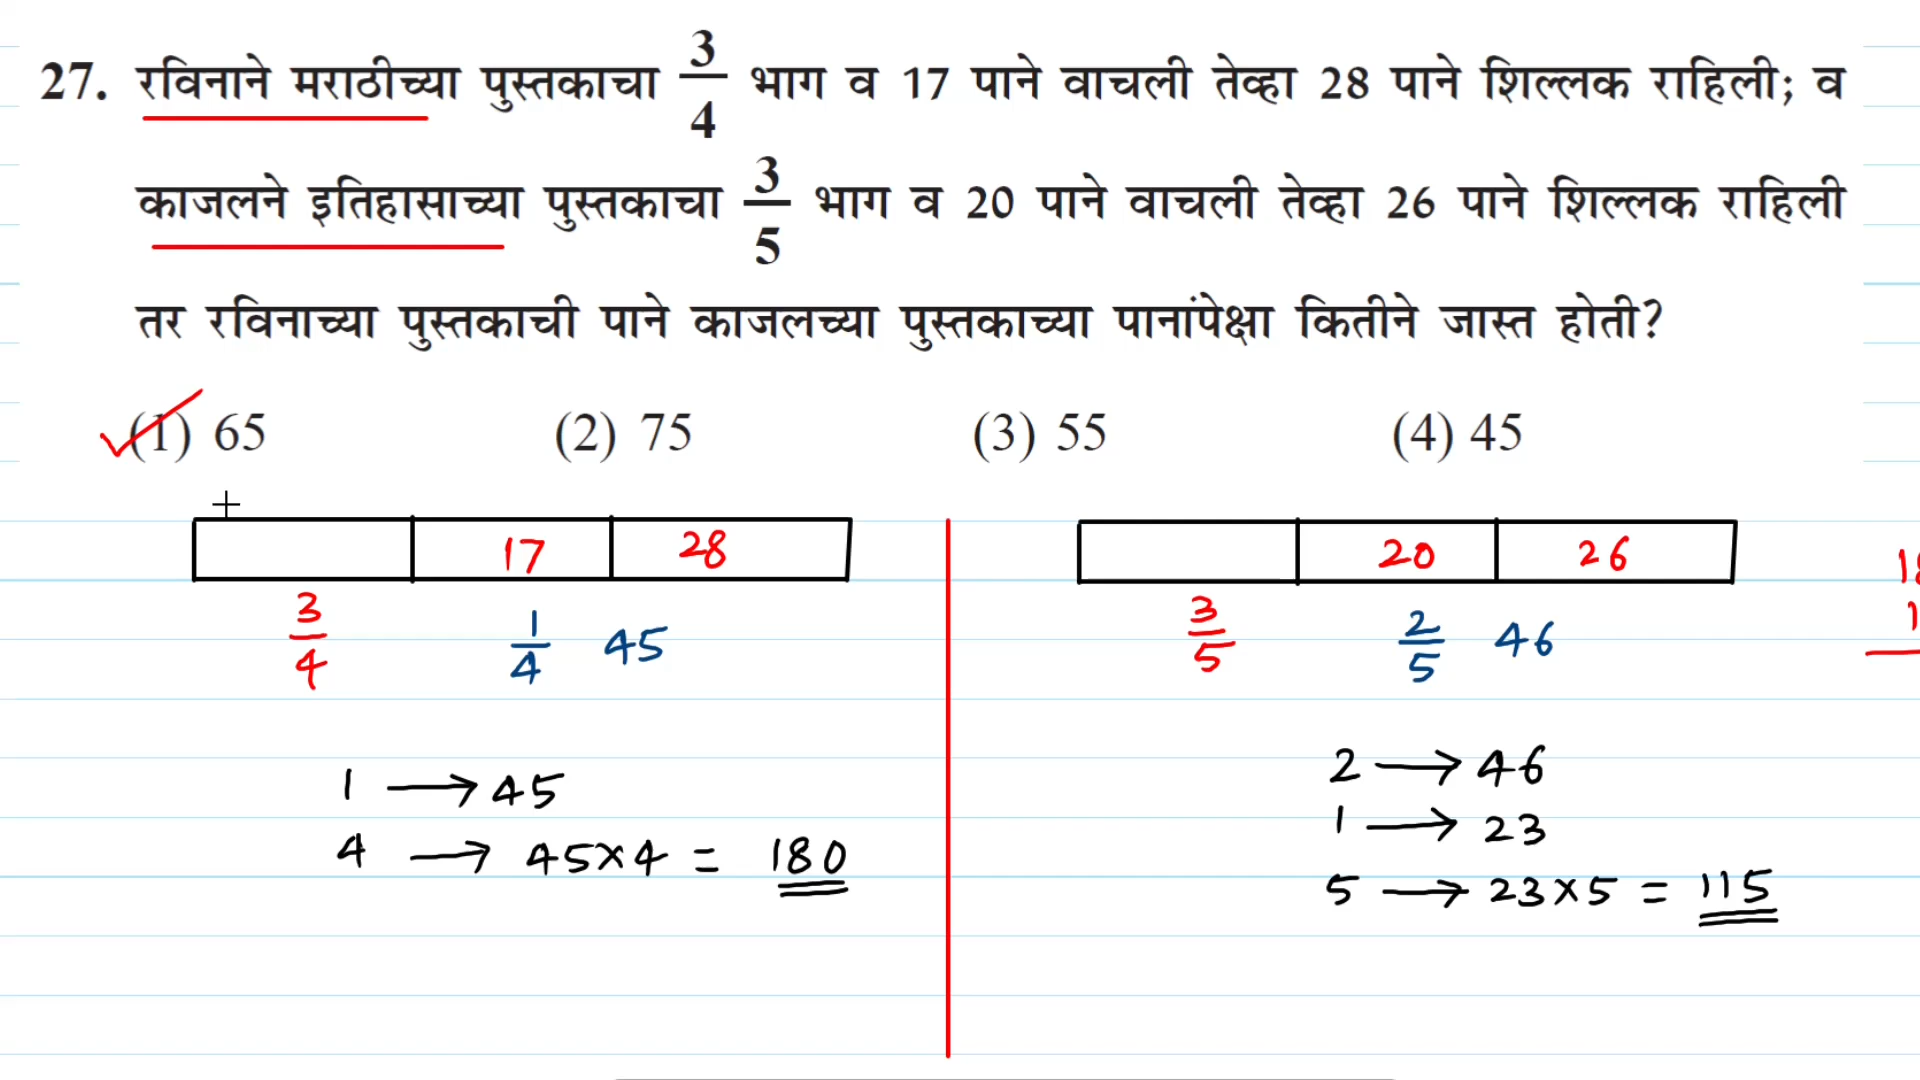 27. रविनाने मराठीच्या पुस्तकाचा 3/4 भाग व 17 पाने वाचली तेव्हा 28 पाने शिल्लक राहिली; व
काजलने इतिहासाच्या पुस्तकाचा 3/5 भाग व 20 पाने वाचली तेव्हा 26 पाने शिल्लक राहिली
तर रविनाच्या पुस्तकाची पाने काजलच्या पुस्तकाच्या पानांपेक्षा कितीने जास्त होती?
(1) 65 (2) 75 (3) 55 (4) 45
17 28
3/4 1/4 45
1 → 45
4 → 45×4 = 180
20 26
3/5 2/5 46
2 → 46
1 → 23
5 → 23×5 = 115